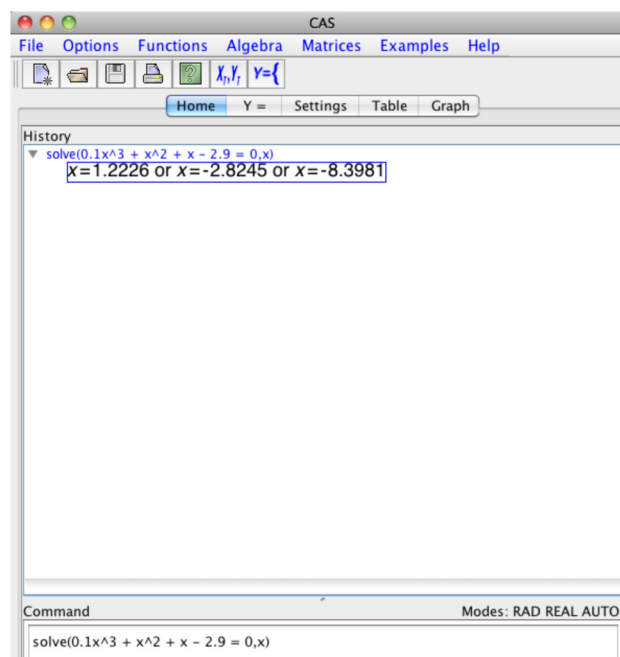 CAS
File Options Functions Algebra Matrices Examples Help
X₁,Y₁ Y={
Home Y = Settings Table Graph
History
solve(0.1x^3 + x^2 + x – 2.9 = 0,x)
x=1.2226 or x=-2.8245 or x=-8.3981
Command Modes: RAD REAL AUTO
solve(0.1x^3 + x^2 + x – 2.9 = 0,x)